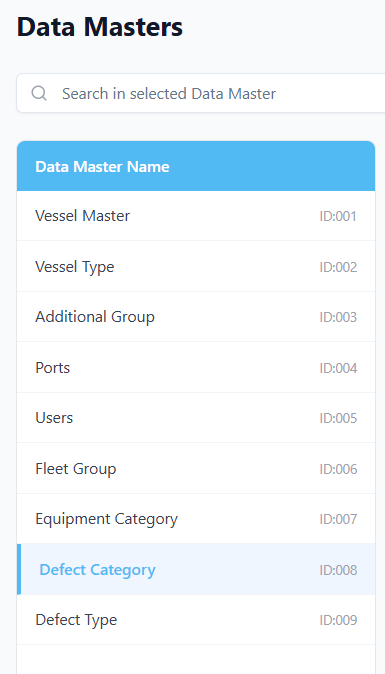 Data Masters
Search in selected Data Master
Data Master Name
Vessel Master ID:001
Vessel Type ID:002
Additional Group ID:003
Ports ID:004
Users ID:005
Fleet Group ID:006
Equipment Category ID:007
Defect Category ID:008
Defect Type ID:009